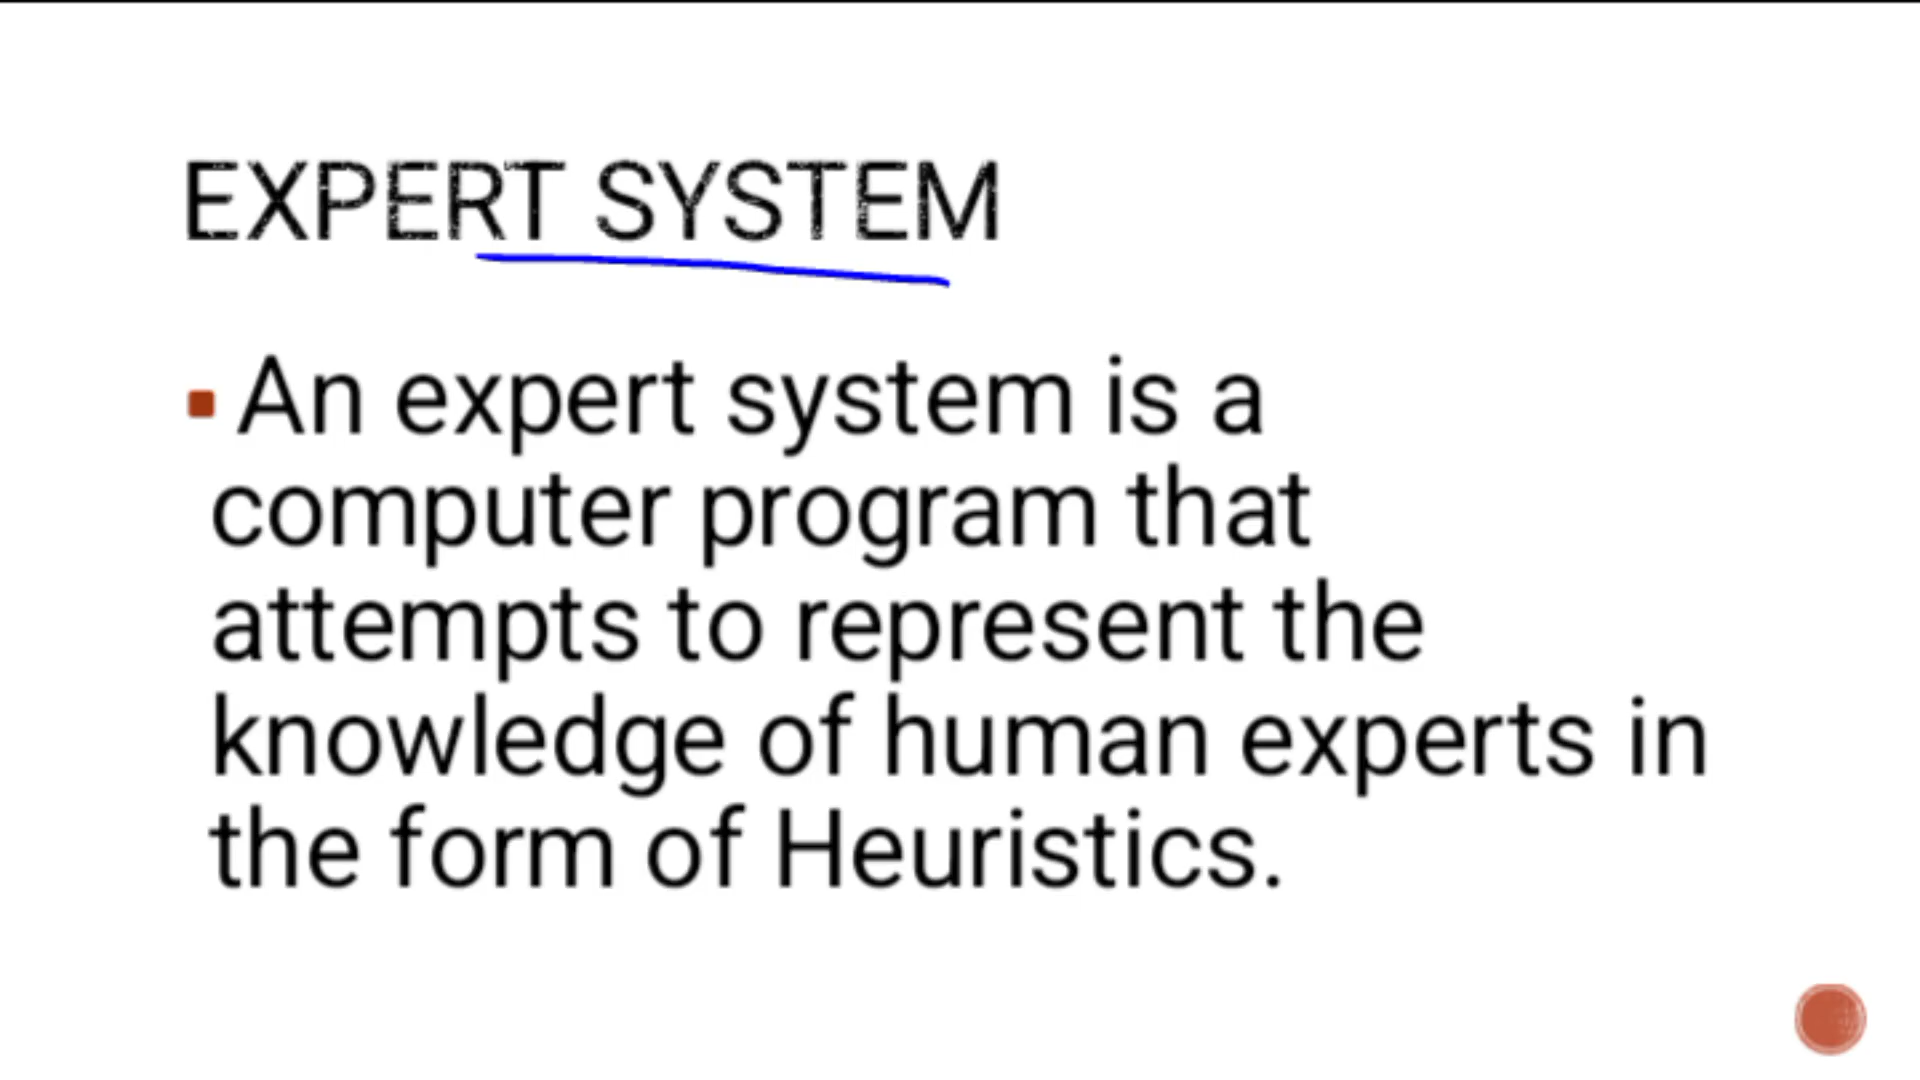 EXPERT SYSTEM
An expert system is a
computer program that
attempts to represent the
knowledge of human experts in
the form of Heuristics.